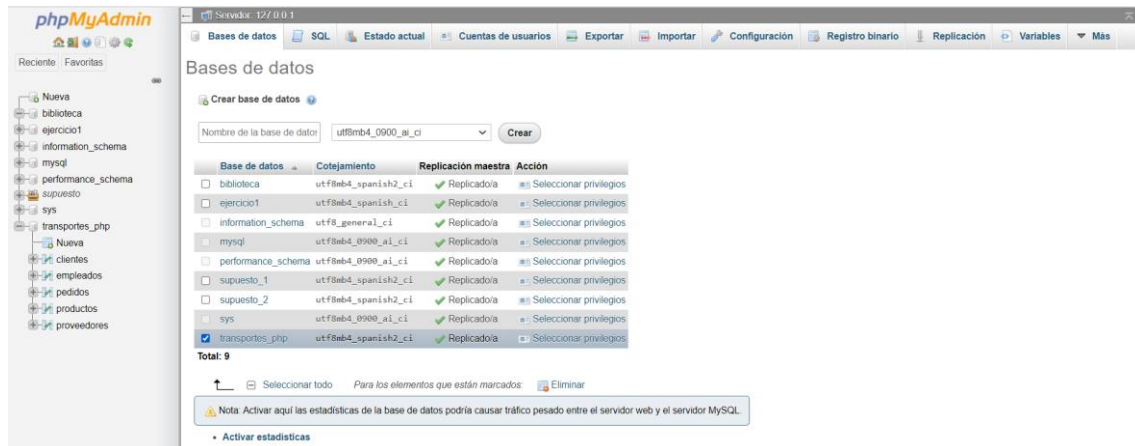 phpMyAdmin
Reciente Favoritas
Nueva
biblioteca
ejercicio1
information_schema
mysql
performance_schema
supuesto
sys
transportes_php
Nueva
clientes
empleados
pedidos
productos
proveedores
Servidor: 127.0.0.1
Bases de datos SQL Estado actual Cuentas de usuarios Exportar Importar Configuración Registro binario Replicación Variables Más
Bases de datos
Crear base de datos
Nombre de la base de datos utf8mb4_0900_ai_ci Crear
Base de datos Cotejamiento Replicación maestra Acción
biblioteca utf8mb4_spanish2_ci Replicado/a Seleccionar privilegios
ejercicio1 utf8mb4_spanish_ci Replicado/a Seleccionar privilegios
information_schema utf8_general_ci Replicado/a Seleccionar privilegios
mysql utf8mb4_0900_ai_ci Replicado/a Seleccionar privilegios
performance_schema utf8mb4_0900_ai_ci Replicado/a Seleccionar privilegios
supuesto_1 utf8mb4_spanish2_ci Replicado/a Seleccionar privilegios
supuesto_2 utf8mb4_spanish_ci Replicado/a Seleccionar privilegios
sys utf8mb4_0900_ai_ci Replicado/a Seleccionar privilegios
transportes_php utf8mb4_spanish2_ci Replicado/a Seleccionar privilegios
Total: 9
Seleccionar todo Para los elementos que están marcados: Eliminar
Nota: Activar aquí las estadísticas de la base de datos podría causar tráfico pesado entre el servidor web y el servidor MySQL.
• Activar estadísticas